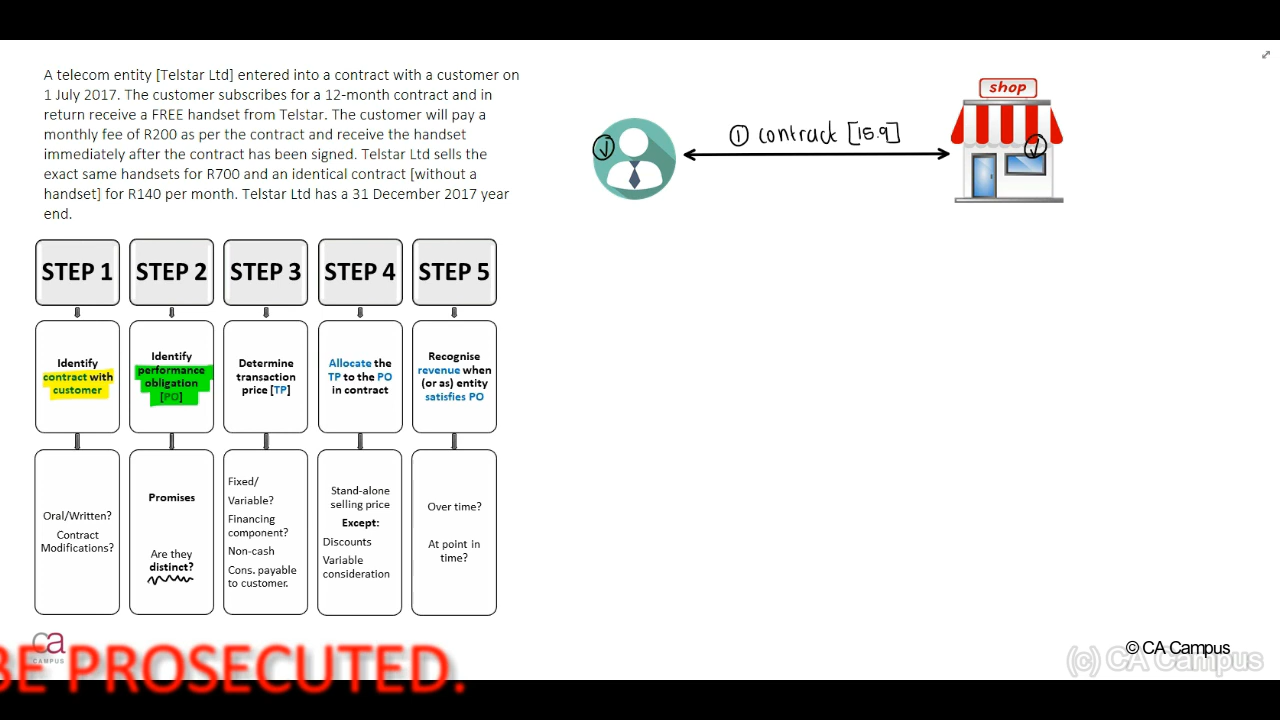 A telecom entity [Telstar Ltd] entered into a contract with a customer on
1 July 2017. The customer subscribes for a 12-month contract and in
return receive a FREE handset from Telstar. The customer will pay a
monthly fee of R200 as per the contract and receive the handset
immediately after the contract has been signed. Telstar Ltd sells the
exact same handsets for R700 and an identical contract [without a
handset] for R140 per month. Telstar Ltd has a 31 December 2017 year
end.
shop
① contract [15.9]
STEP 1
STEP 2
STEP 3
STEP 4
STEP 5
Identify
contract with
customer
Identify
performance
obligation
[PO]
Determine
transaction
price [TP]
Allocate the
TP to the PO
in contract
Recognise
revenue when
(or as) entity
satisfies PO
Oral/Written?
Contract
Modifications?
Promises
Are they
distinct?
Fixed/
Variable?
Financing
component?
Non-cash
Cons. payable
to customer.
Stand-alone
selling price
Except:
Discounts
Variable
consideration
Over time?
At point in
time?
ca
CAMPUS
BE PROSECUTED.
© CA Campus
(c) CA Campus